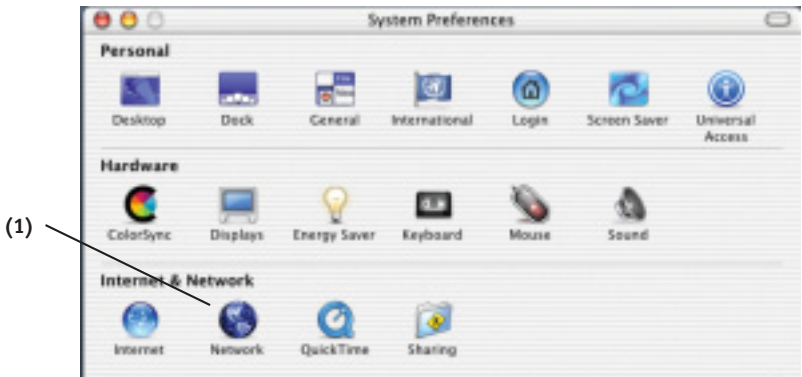 System Preferences
Personal
Desktop Dock General International Login Screen Saver Universal Access
Hardware
(1)
ColorSync Displays Energy Saver Keyboard Mouse Sound
Internet & Network
Internet Network QuickTime Sharing